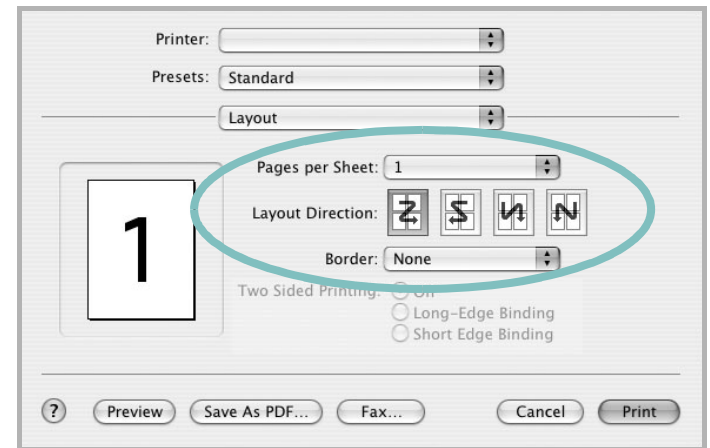 Printer:
Presets: Standard
Layout
Pages per Sheet: 1
Layout Direction:
Border: None
1
Two Sided Printing:
Long-Edge Binding
Short Edge Binding
? Preview Save As PDF... Fax... Cancel Print